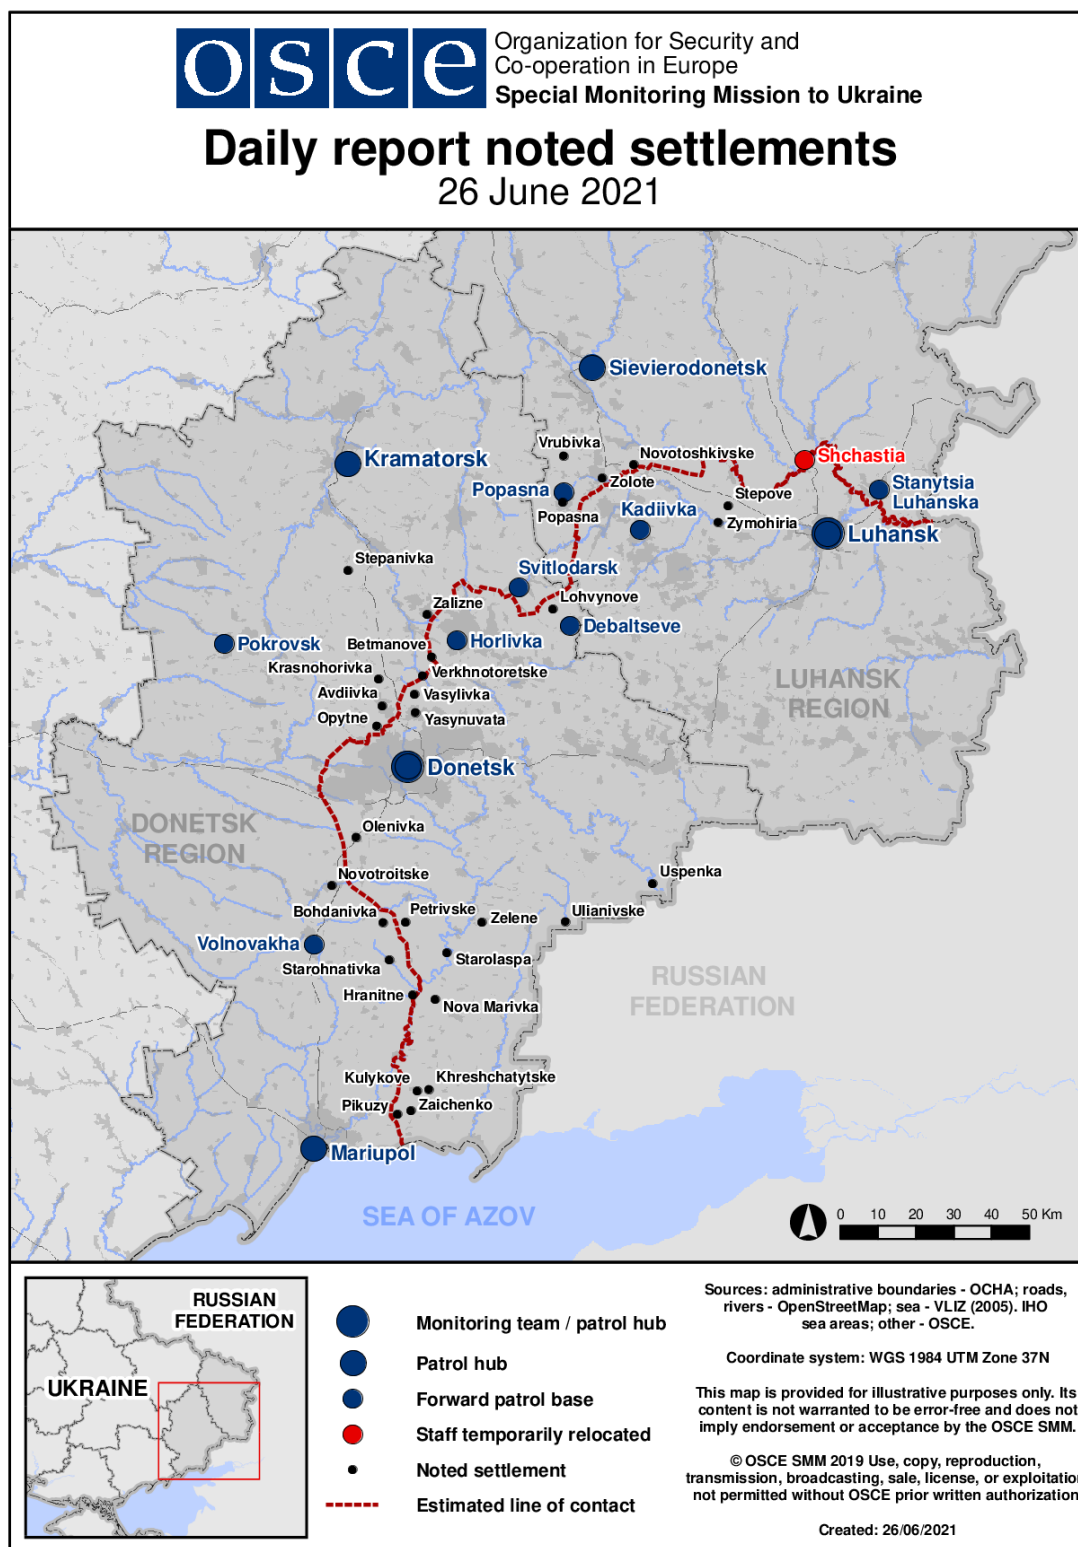 osce
Organization for Security and
Co-operation in Europe
Special Monitoring Mission to Ukraine
Daily report noted settlements
26 June 2021
Sievierodonetsk
Vrubivka
Novotoshkivske
Shchastia
Kramatorsk
Zolote
Popasna
Stanytsia
Luhanska
Stepove
Popasna
Kadiivka
Zymohiria
Luhansk
Stepanivka
Svitlodarsk
Lohvynove
Zalizne
Debaltseve
Pokrovsk
Betmanove
Horlivka
Krasnohorivka
Verkhnotoretske
LUHANSK
REGION
Avdiivka
Vasylivka
Opytne
Yasynuvata
Donetsk
DONETSK
REGION
Olenivka
Novotroitske
Uspenka
Bohdanivka
Petrivske
Zelene
Ulianivske
Volnovakha
Starohnativka
Starolaspa
RUSSIAN
FEDERATION
Hranitne
Nova Marivka
Kulykove
Khreshchatytske
Pikuzy
Zaichenko
Mariupol
SEA OF AZOV
0 10 20 30 40 50 Km
RUSSIAN
FEDERATION
UKRAINE
Monitoring team / patrol hub
Patrol hub
Forward patrol base
Staff temporarily relocated
Noted settlement
Estimated line of contact
Sources: administrative boundaries - OCHA; roads,
rivers - OpenStreetMap; sea - VLIZ (2005). IHO
sea areas; other - OSCE.
Coordinate system: WGS 1984 UTM Zone 37N
This map is provided for illustrative purposes only. Its
content is not warranted to be error-free and does not
imply endorsement or acceptance by the OSCE SMM.
© OSCE SMM 2019 Use, copy, reproduction,
transmission, broadcasting, sale, license, or exploitation
not permitted without OSCE prior written authorization
Created: 26/06/2021